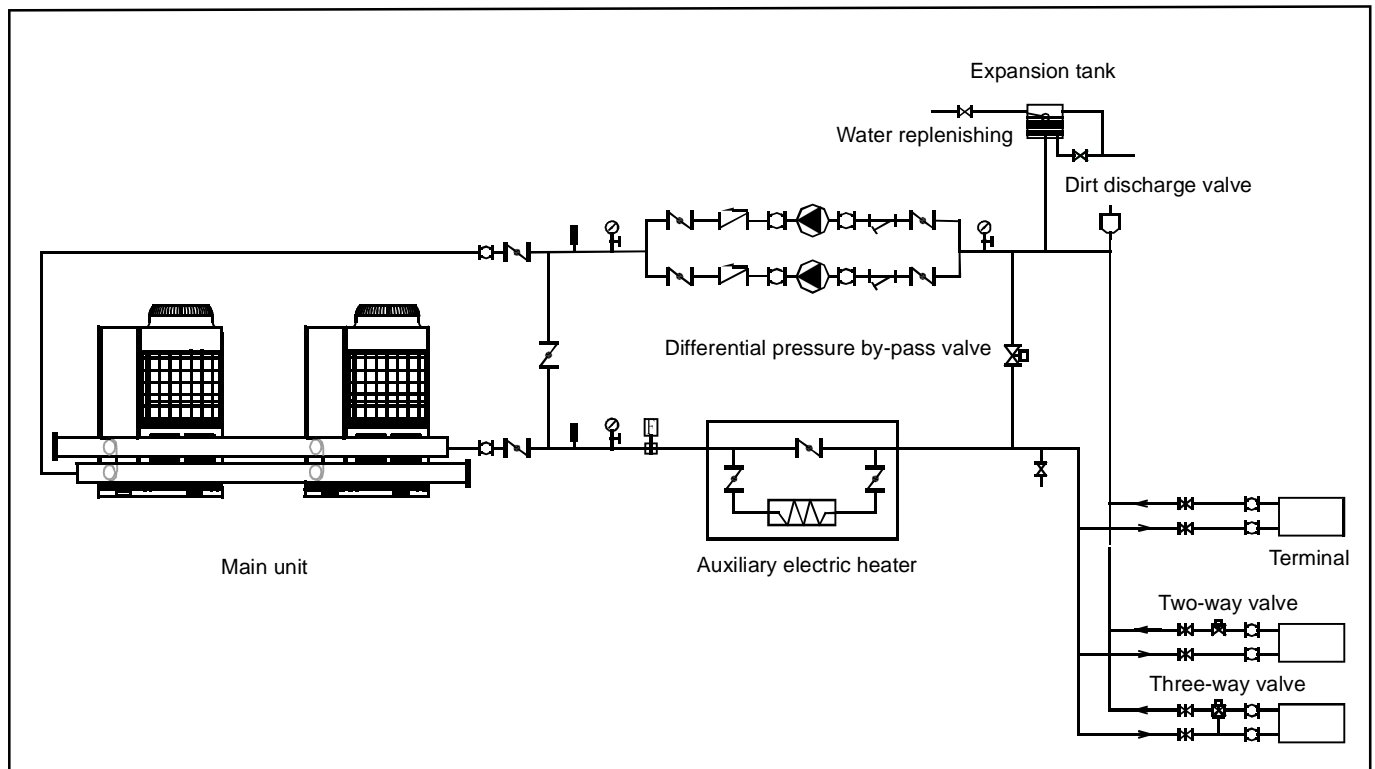 Expansion tank
Water replenishing
Dirt discharge valve
Differential pressure by-pass valve
Main unit
Auxiliary electric heater
Terminal
Two-way valve
Three-way valve